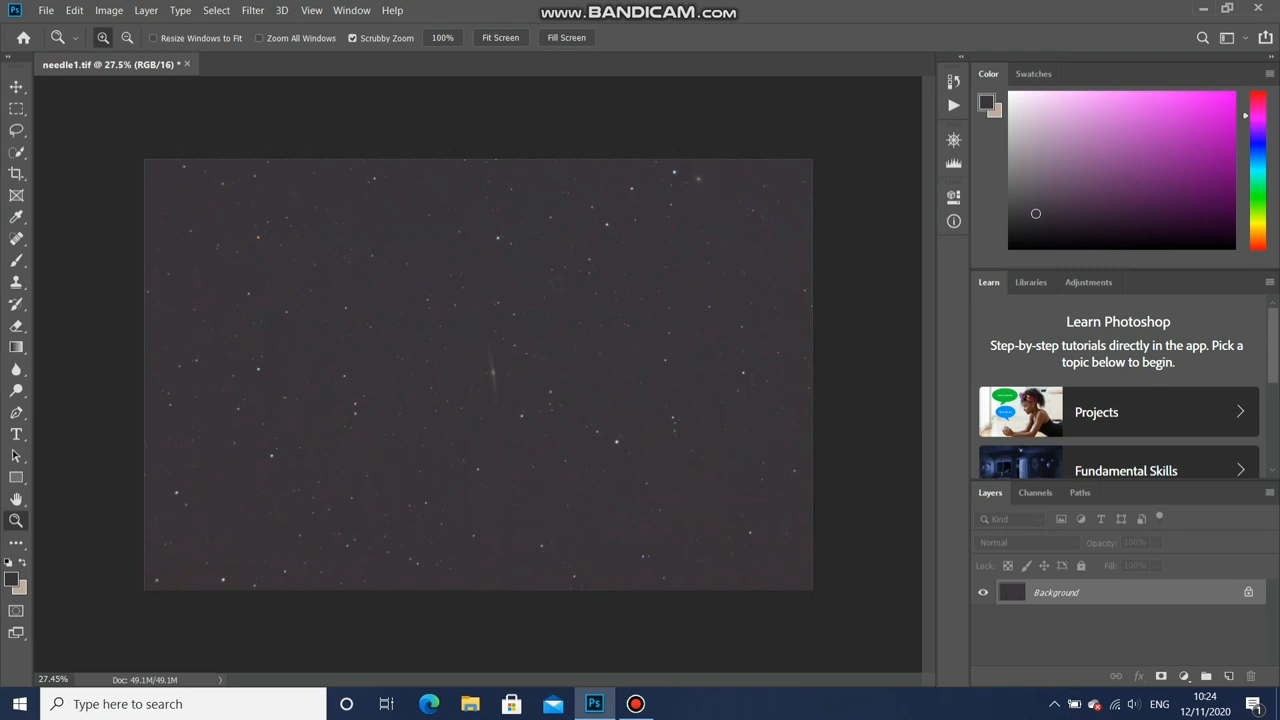 www.BANDICAM.com
Ps File Edit Image Layer Type Select Filter 3D View Window Help
Resize Windows to Fit Zoom All Windows Scrubby Zoom 100% Fit Screen Fill Screen
needle1.tif @ 27.5% (RGB/16) *
Color Swatches
Learn Libraries Adjustments
Learn Photoshop
Step-by-step tutorials directly in the app. Pick a
topic below to begin.
Projects
Fundamental Skills
Layers Channels Paths
Kind
Normal Opacity: 100%
Lock: Fill: 100%
Background
fx
27.45% Doc: 49.1M/49.1M
Type here to search
Ps
ENG
10:24
12/11/2020
1